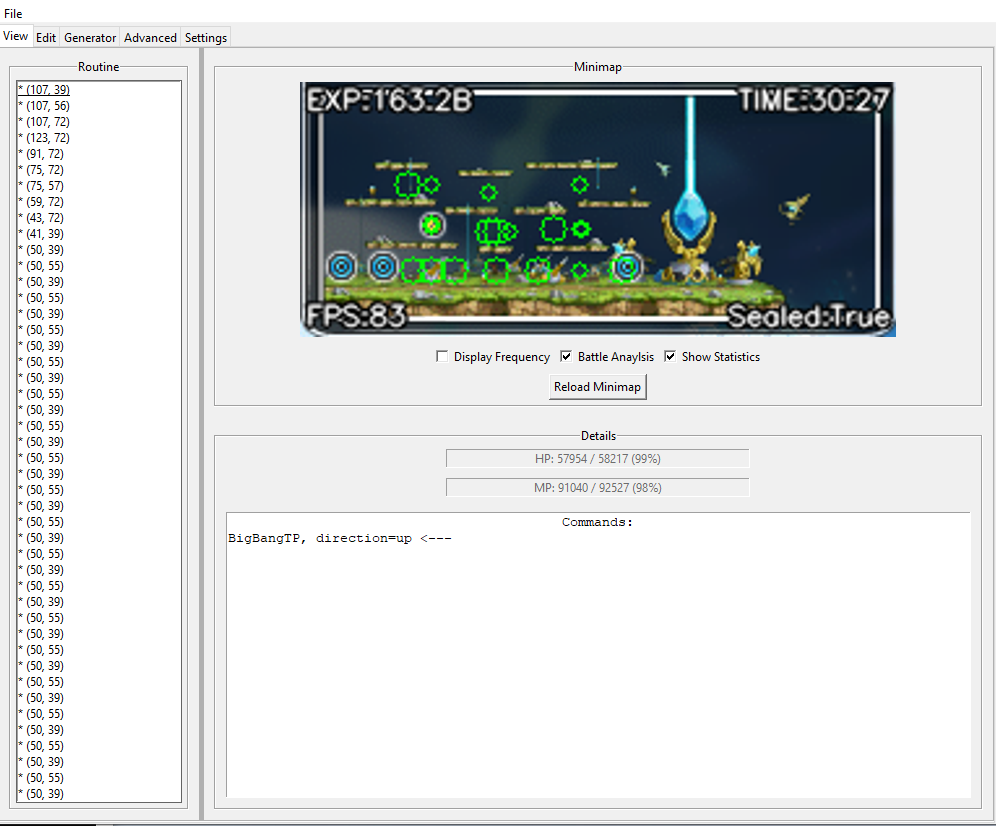 File
View Edit Generator Advanced Settings
Routine
* (107, 39)
* (107, 56)
* (107, 72)
* (123, 72)
* (91, 72)
* (75, 72)
* (75, 57)
* (59, 72)
* (43, 72)
* (41, 39)
* (50, 39)
* (50, 55)
* (50, 39)
* (50, 55)
* (50, 39)
* (50, 55)
* (50, 39)
* (50, 55)
* (50, 39)
* (50, 55)
* (50, 39)
* (50, 55)
* (50, 39)
* (50, 55)
* (50, 39)
* (50, 55)
* (50, 39)
* (50, 55)
* (50, 39)
* (50, 55)
* (50, 39)
* (50, 55)
* (50, 39)
* (50, 55)
* (50, 39)
* (50, 55)
* (50, 39)
* (50, 55)
* (50, 39)
* (50, 55)
* (50, 39)
* (50, 55)
* (50, 39)
* (50, 55)
* (50, 39)
Minimap
EXP:163.2B TIME:30:27
FPS:83 Sealed:True
Display Frequency Battle Anaylsis Show Statistics
Reload Minimap
Details
HP: 57954 / 58217 (99%)
MP: 91040 / 92527 (98%)
Commands:
BigBangTP, direction=up <---